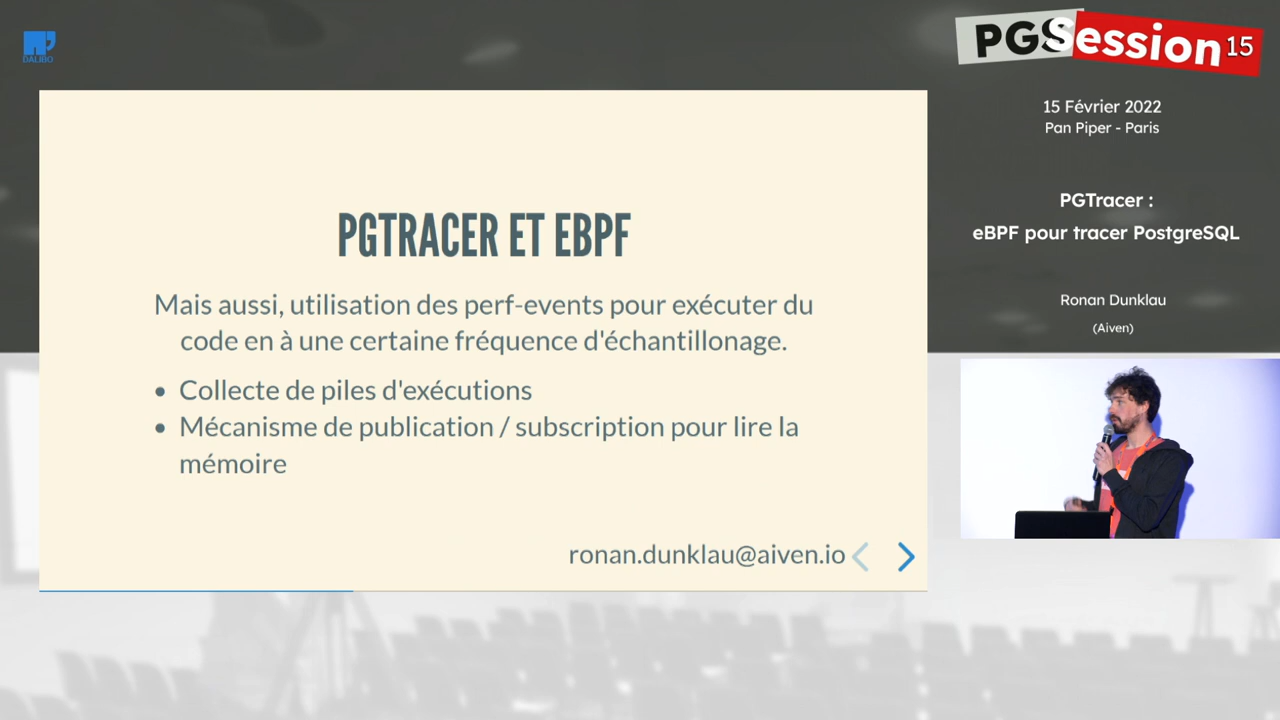 DALIBO
PGSession 15
15 Février 2022
Pan Piper - Paris
PGTracer :
eBPF pour tracer PostgreSQL
Ronan Dunklau
(Aiven)
PGTRACER ET EBPF
Mais aussi, utilisation des perf-events pour exécuter du
code en à une certaine fréquence d'échantillonage.
• Collecte de piles d'exécutions
• Mécanisme de publication / subscription pour lire la
mémoire
ronan.dunklau@aiven.io